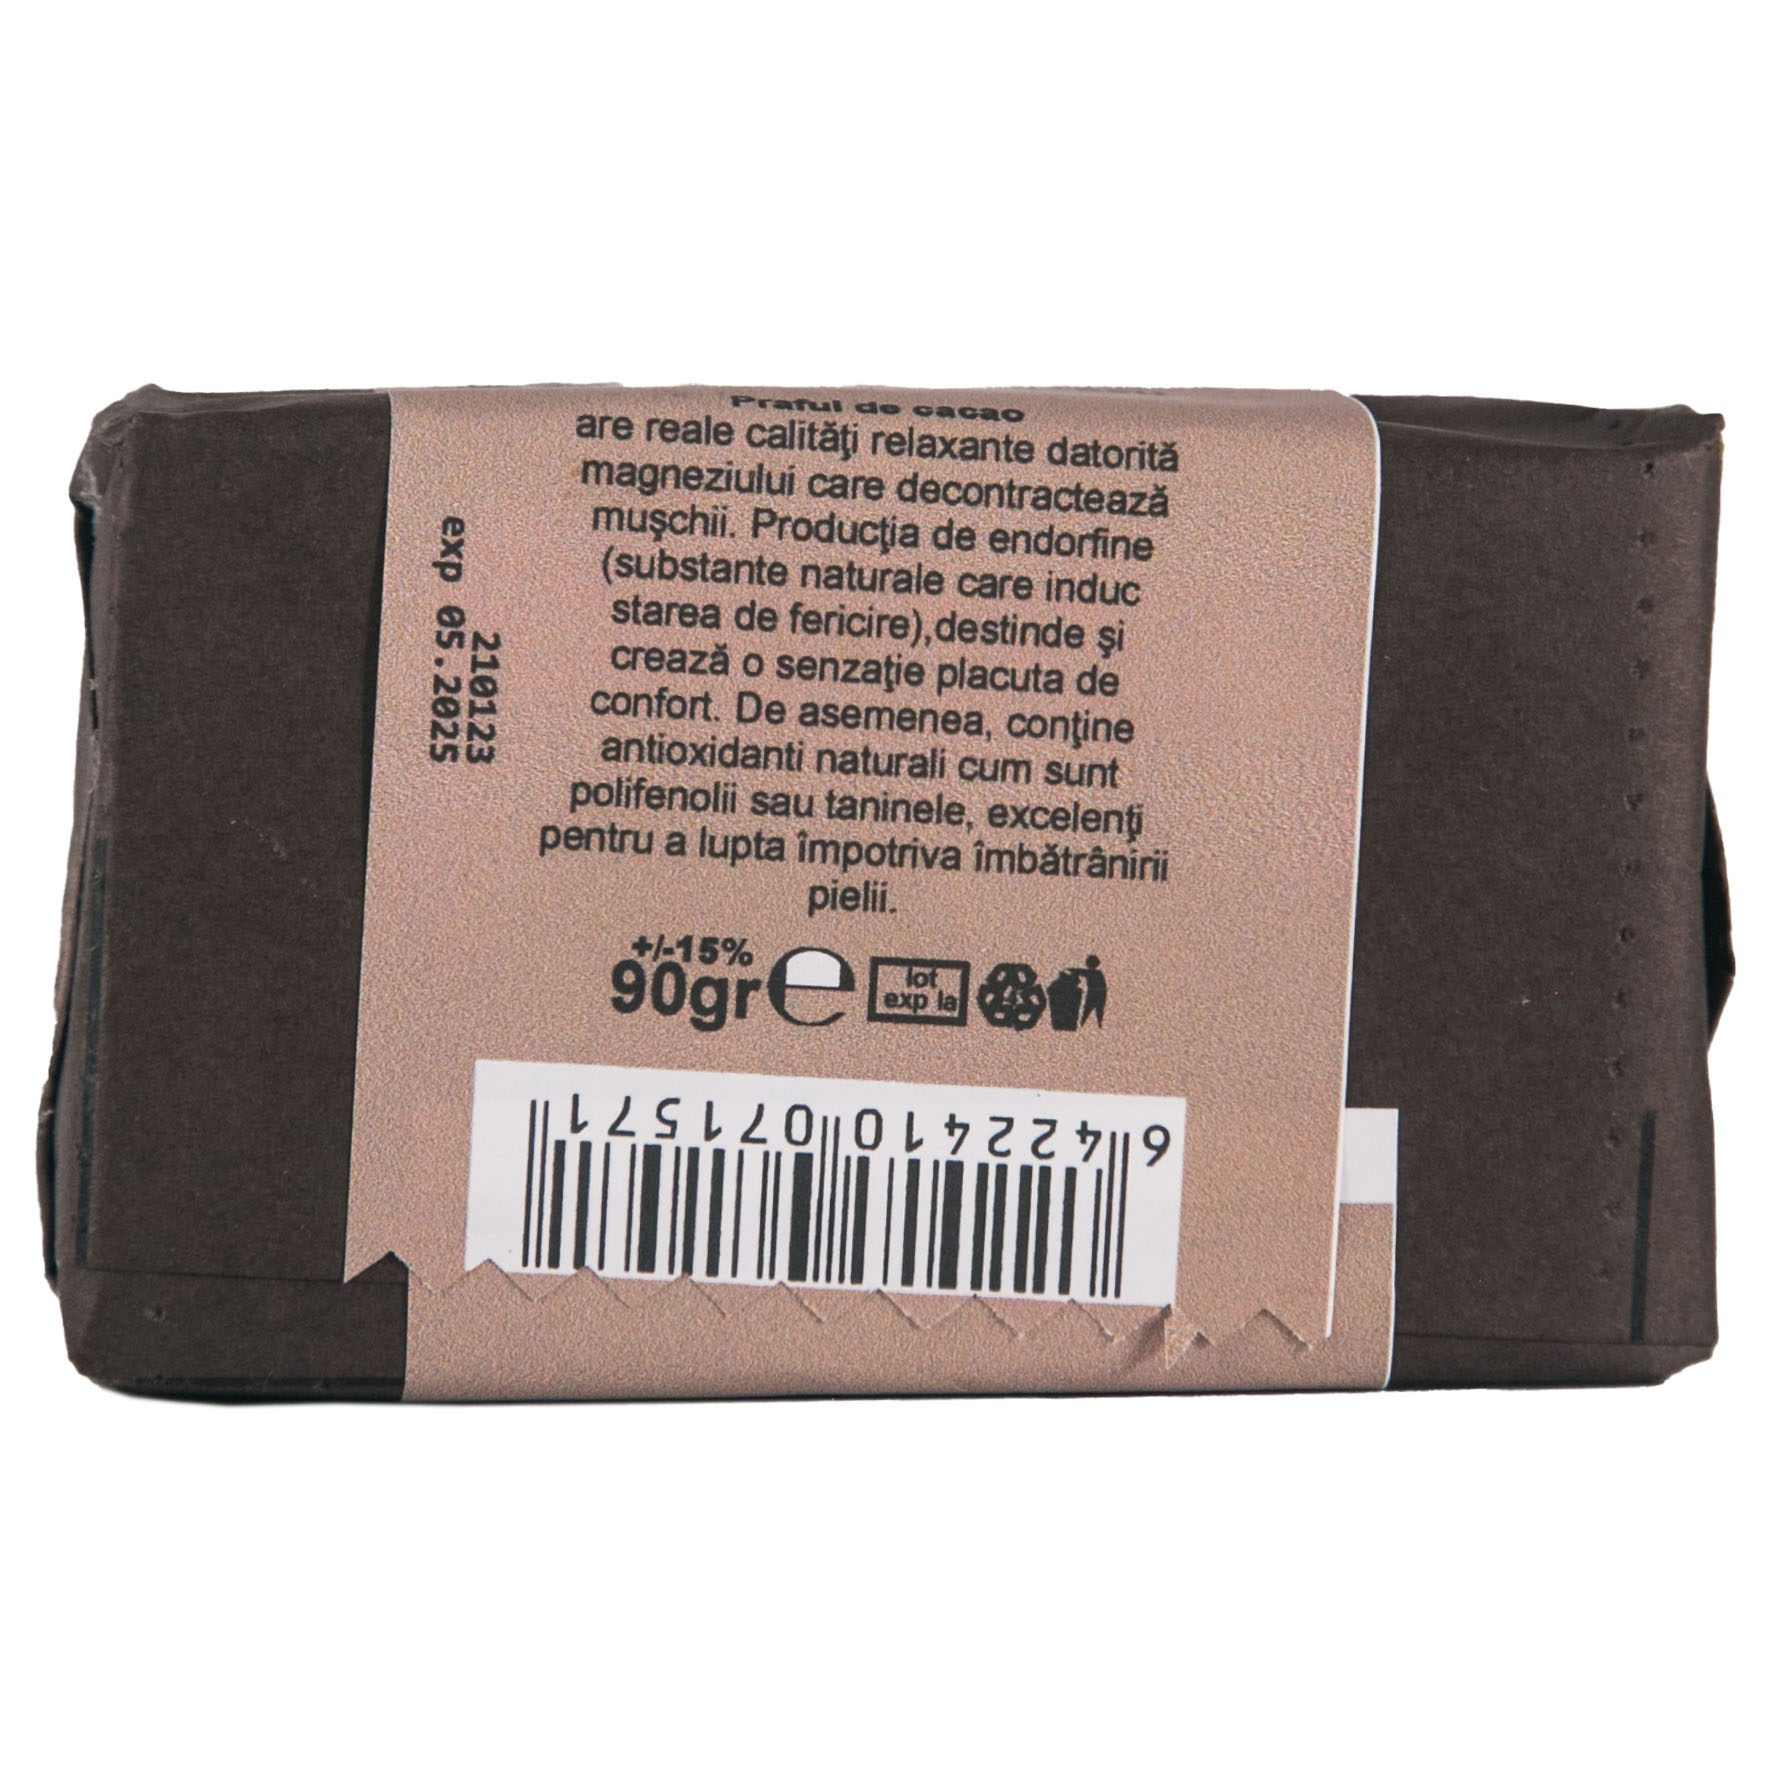 Praful de cacao
are reale calităţi relaxante datorită
magneziului care decontractează
muşchii. Producţia de endorfine
(substante naturale care induc
starea de fericire),destinde şi
crează o senzaţie placuta de
confort. De asemenea, conţine
antioxidanti naturali cum sunt
polifenolii sau taninele, excelenţi
pentru a lupta împotriva îmbătrânirii
pielii.
+/-15%
90gr e
lot
exp la
6 422410 071571
210123
exp 05.2025